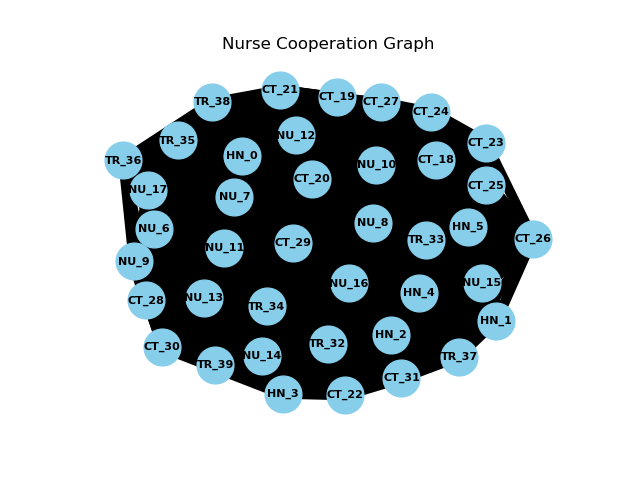 Nurse Cooperation Graph
CT_21
CT_19
CT_27
TR_38
CT_24
NU_12
TR_35
CT_23
HN_0
TR_36
CT_18
NU_10
CT_20
CT_25
NU_17
NU_7
NU_8
HN_5
NU_6
CT_26
TR_33
CT_29
NU_11
NU_9
NU_16
NU_15
HN_4
NU_13
CT_28
TR_34
HN_1
HN_2
TR_32
CT_30
NU_14
TR_37
TR_39
CT_31
HN_3
CT_22